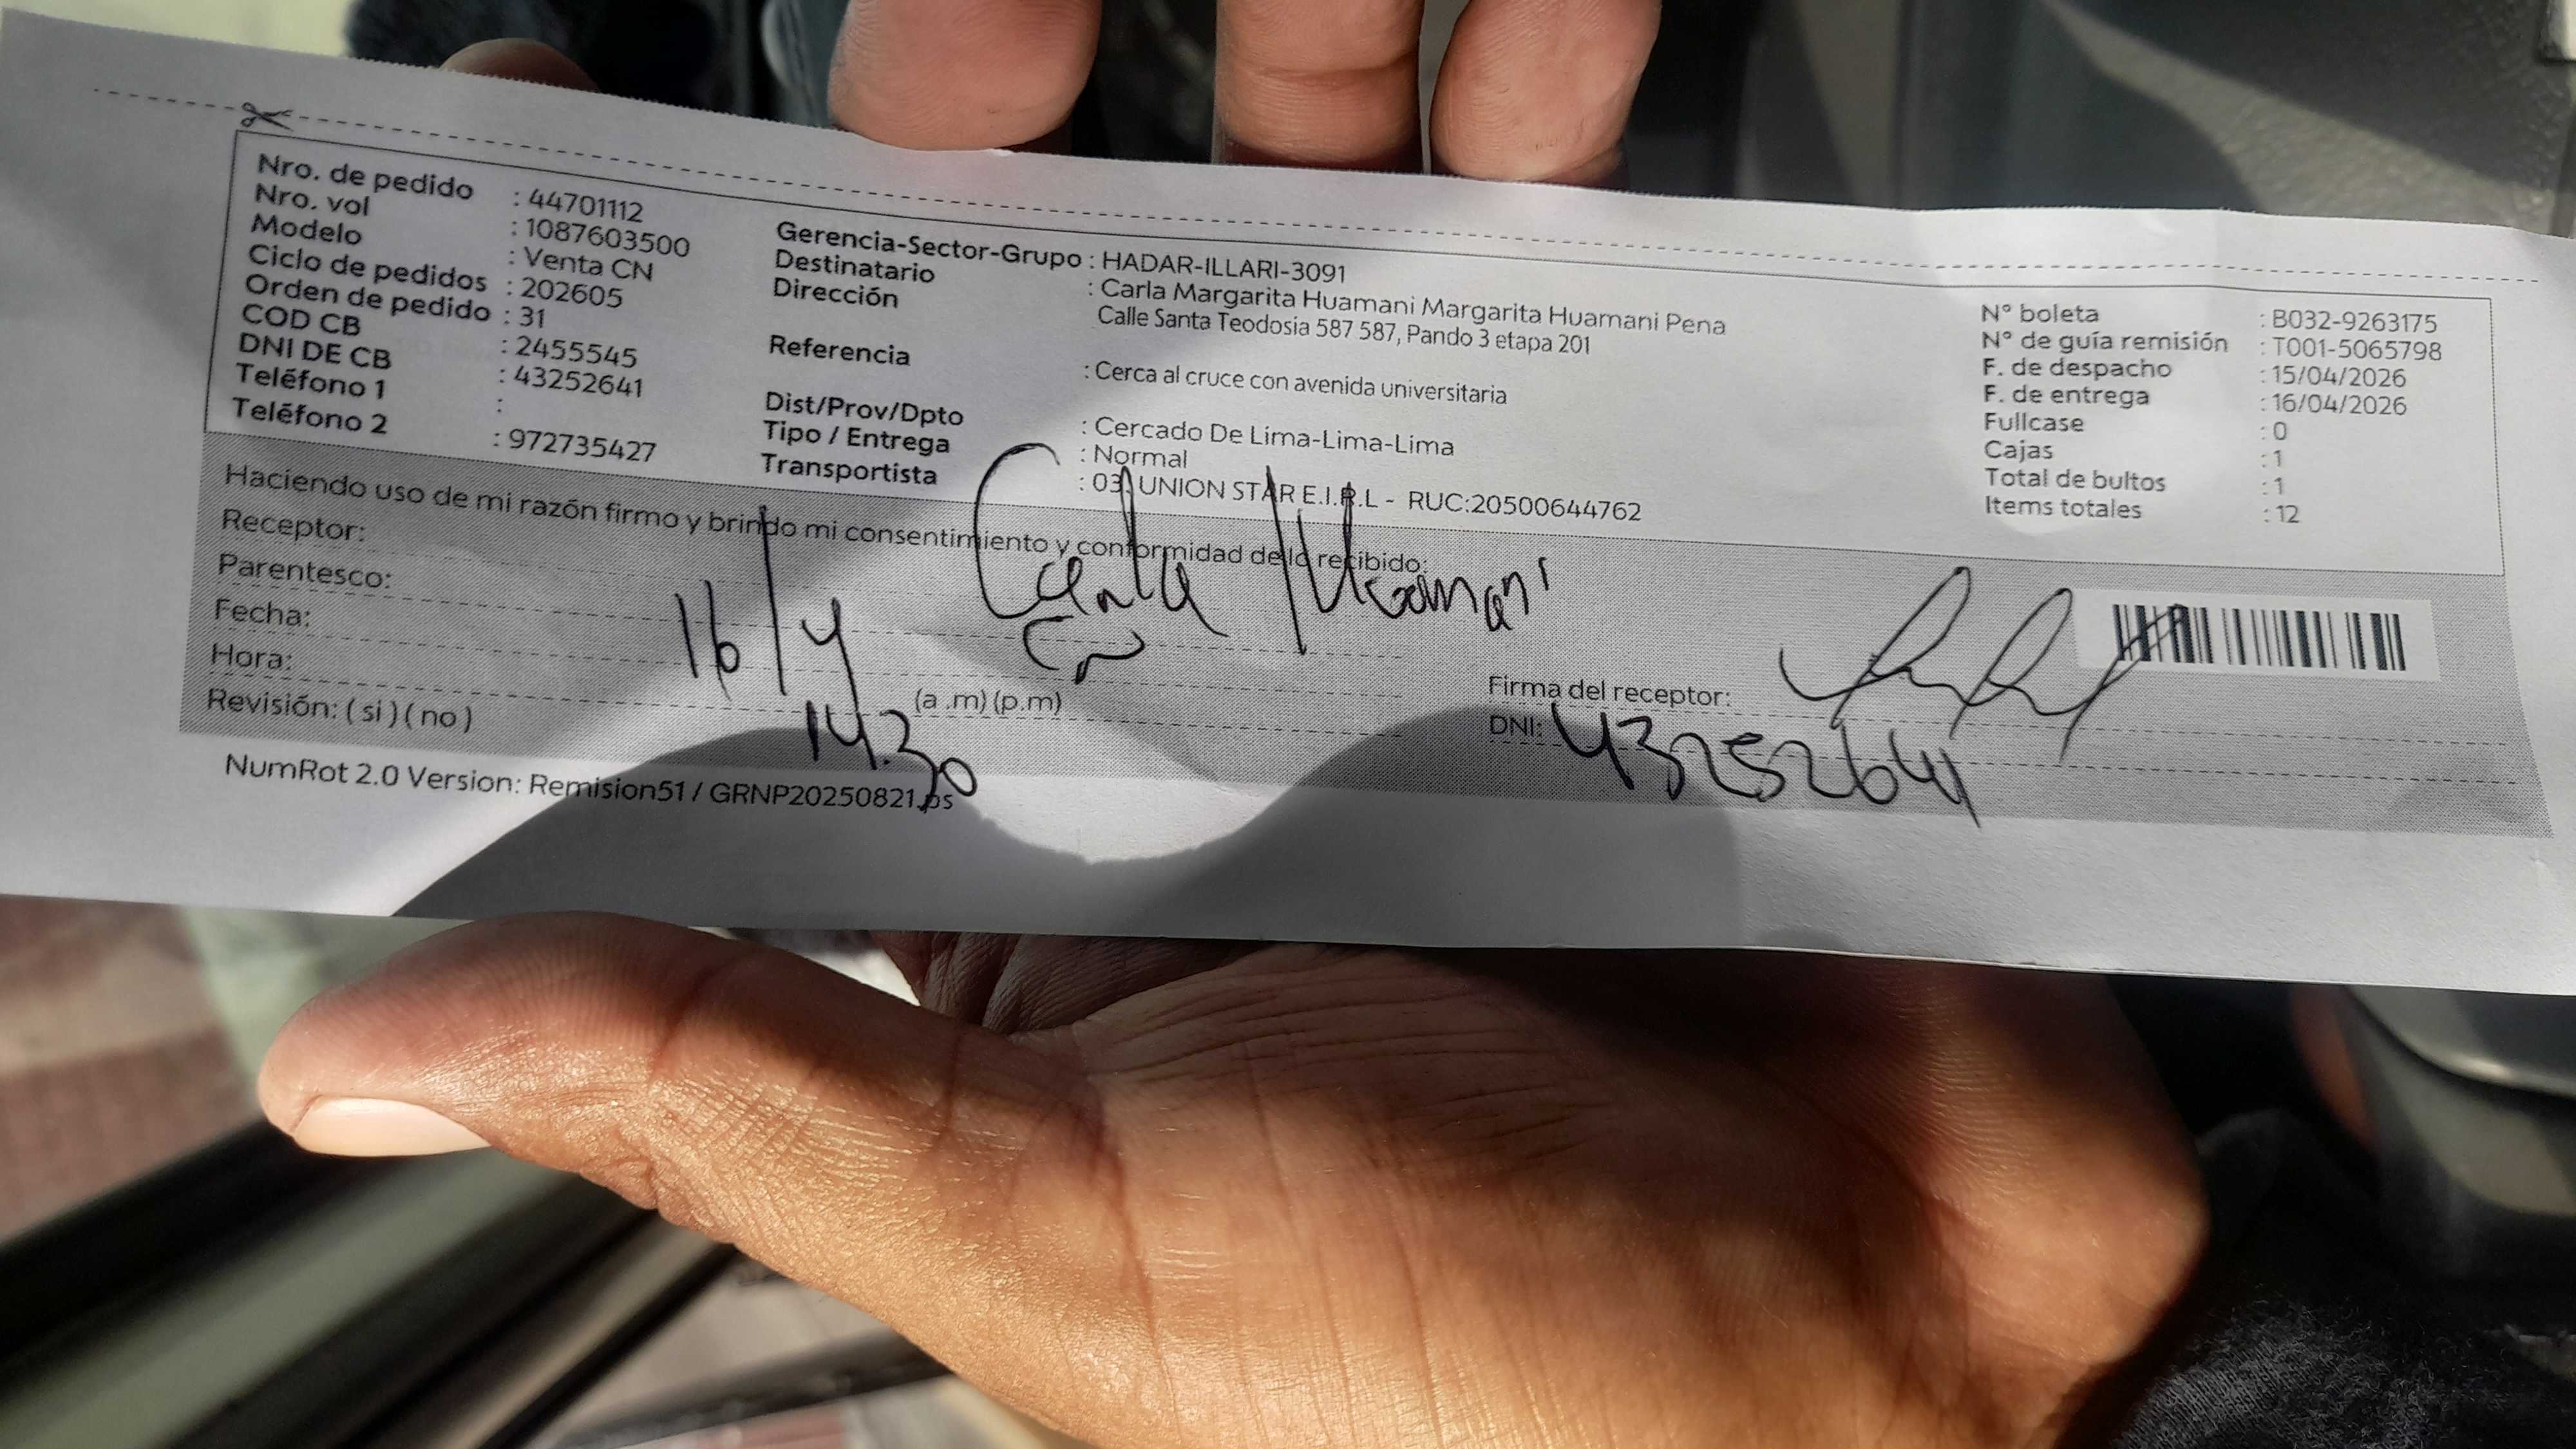 Nro. de pedido : 44701112
Nro. vol : 1087603500
Modelo : Venta CN
Ciclo de pedidos : 202605
Orden de pedido : 31
COD CB : 2455545
DNI DE CB : 43252641
Teléfono 1 :
Teléfono 2 : 972735427
Gerencia-Sector-Grupo : HADAR-ILLARI-3091
Destinatario : Carla Margarita Huamani Margarita Huamani Pena
Dirección Calle Santa Teodosia 587 587, Pando 3 etapa 201
Referencia : Cerca al cruce con avenida universitaria
Dist/Prov/Dpto : Cercado De Lima-Lima-Lima
Tipo / Entrega : Normal
Transportista : 03. UNION STAR E.I.R.L - RUC:20500644762
N° boleta : B032-9263175
N° de guía remisión : T001-5065798
F. de despacho : 15/04/2026
F. de entrega : 16/04/2026
Fullcase : 0
Cajas : 1
Total de bultos : 1
Items totales : 12
Haciendo uso de mi razón firmo y brindo mi consentimiento y conformidad de lo recibido:
Receptor: Carla Huamani
Parentesco: CN
Fecha: 16/4
Hora: 14.30 (a.m) (p.m)
Revisión: ( si ) ( no )
Firma del receptor:
DNI: 43252641
NumRot 2.0 Version: Remision51 / GRNP20250821.ps